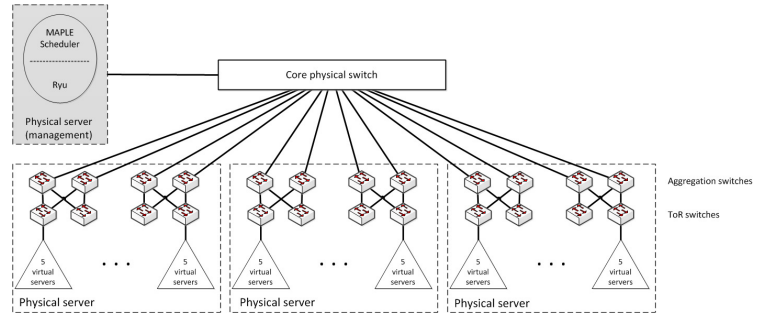 MAPLE
Scheduler
Ryu
Physical server
(management)
Core physical switch
Aggregation switches
ToR switches
5
virtual
servers
. . .
5
virtual
servers
Physical server
5
virtual
servers
. . .
5
virtual
servers
Physical server
5
virtual
servers
. . .
5
virtual
servers
Physical server